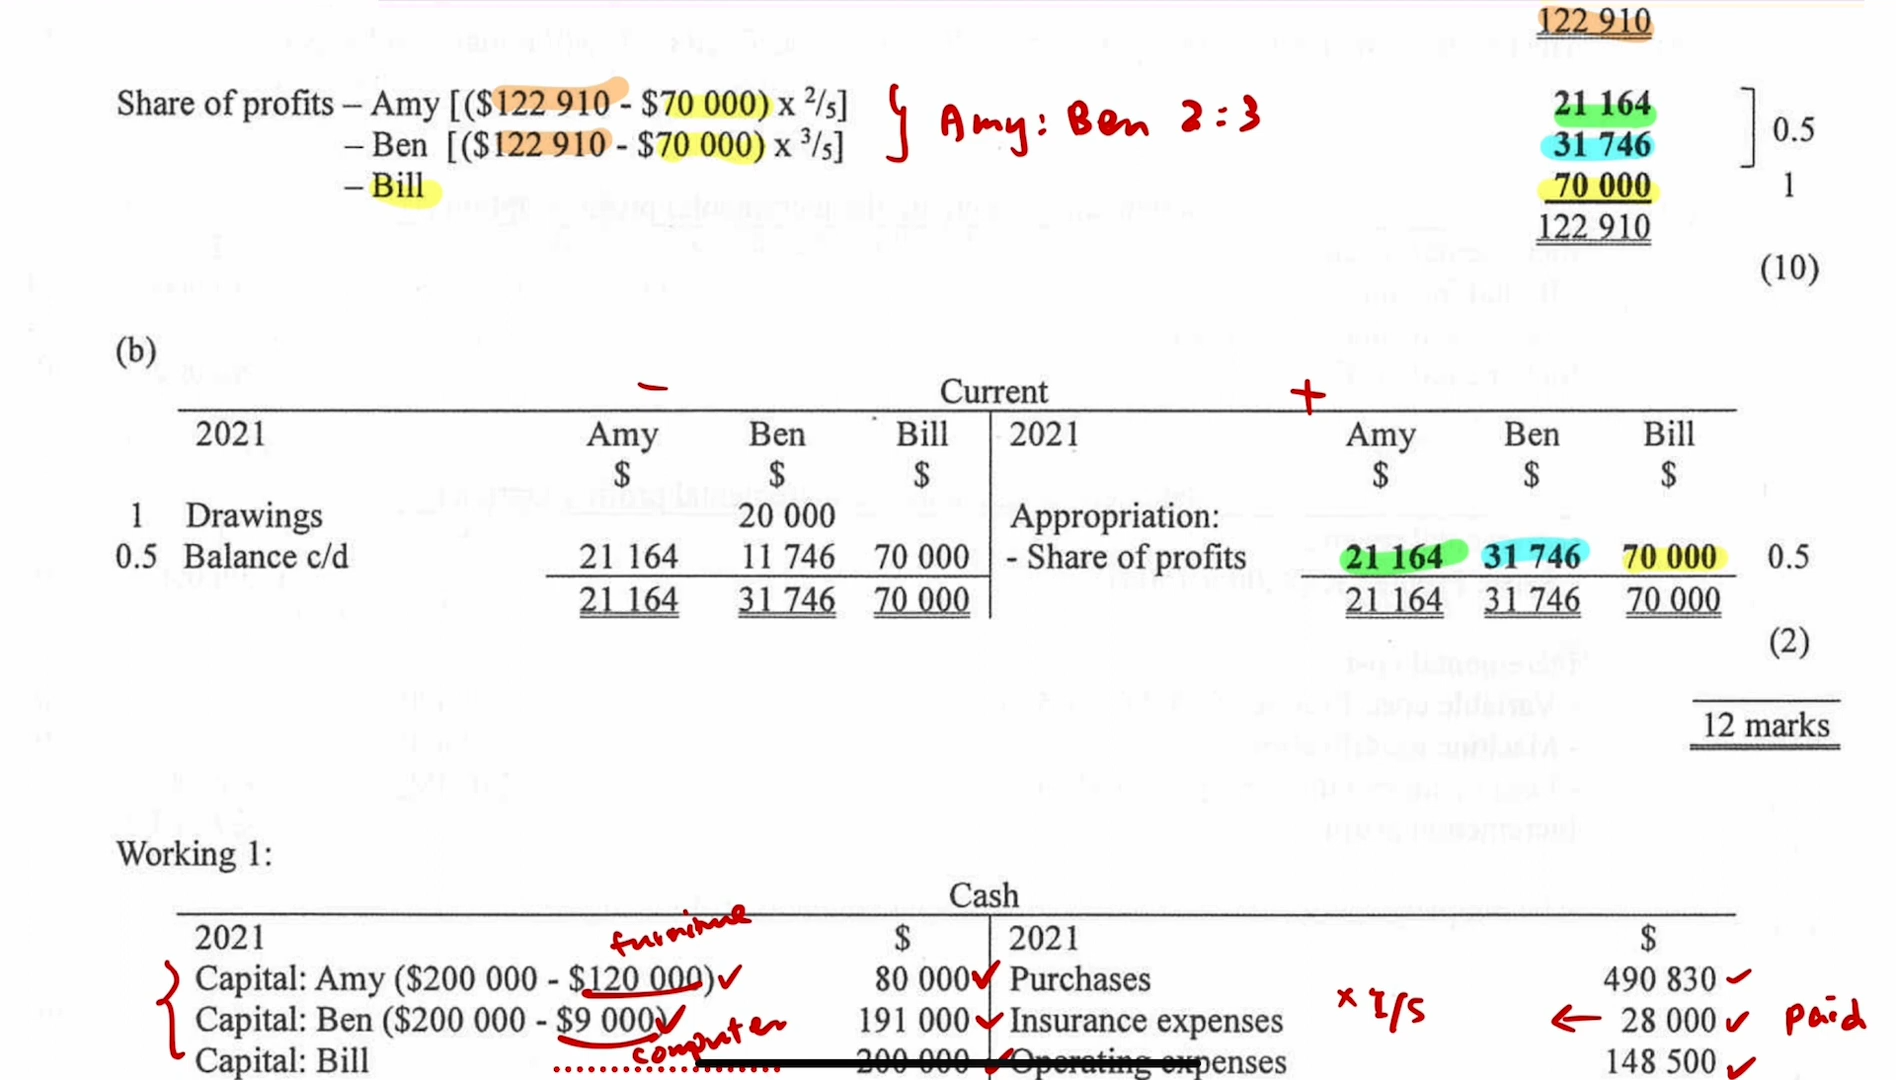 122 910
Share of profits – Amy [($122 910 - $70 000) x ²/₅] 21 164
Amy: Ben 2:3
– Ben [($122 910 - $70 000) x ³/₅] 31 746 0.5
– Bill 70 000 1
122 910
(10)
(b)
– Current +
2021 Amy Ben Bill 2021 Amy Ben Bill
$ $ $ $ $ $
1 Drawings 20 000 Appropriation:
0.5 Balance c/d 21 164 11 746 70 000 - Share of profits 21 164 31 746 70 000 0.5
21 164 31 746 70 000 21 164 31 746 70 000
(2)
12 marks
Working 1:
Cash
furniture
2021 $ 2021 $
Capital: Amy ($200 000 - $120 000) 80 000 Purchases 490 830
Capital: Ben ($200 000 - $9 000) 191 000 Insurance expenses 28 000 paid
computer
Capital: Bill 200 000 Operating expenses 148 500